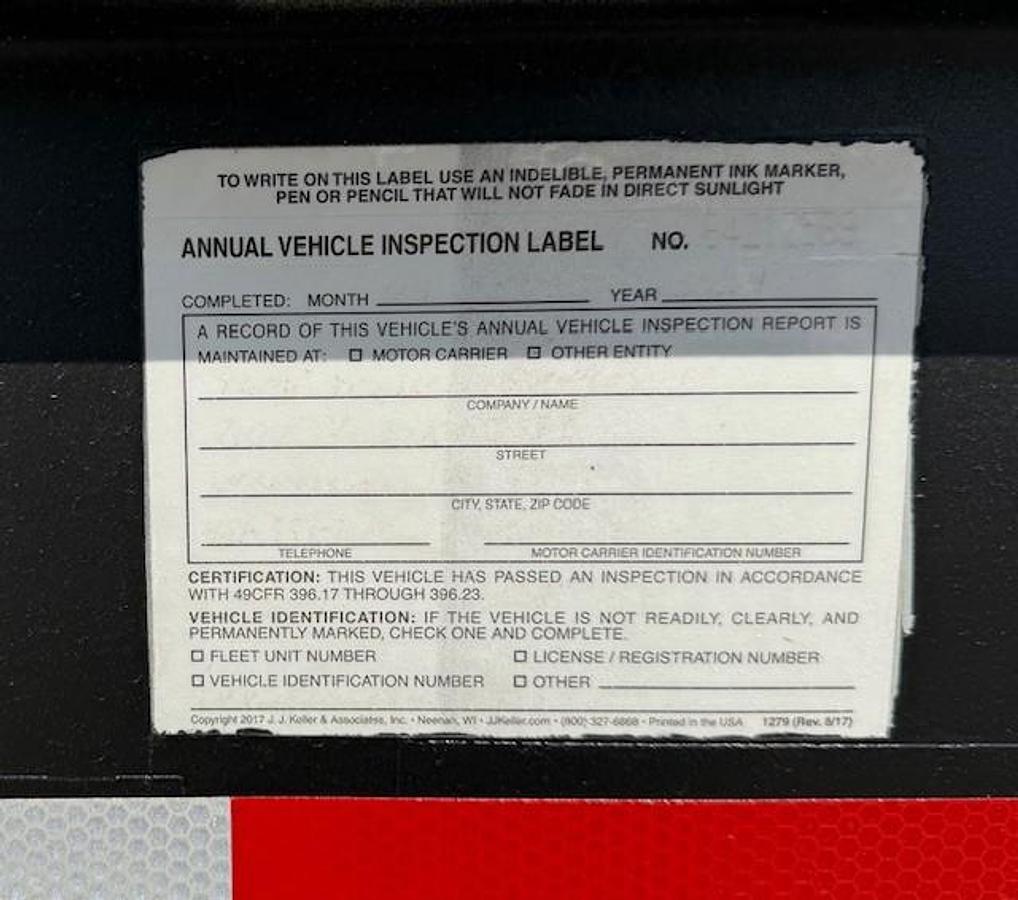 TO WRITE ON THIS LABEL USE AN INDELIBLE, PERMANENT INK MARKER,
PEN OR PENCIL THAT WILL NOT FADE IN DIRECT SUNLIGHT
ANNUAL VEHICLE INSPECTION LABEL NO.
COMPLETED: MONTH YEAR
A RECORD OF THIS VEHICLE'S ANNUAL VEHICLE INSPECTION REPORT IS
MAINTAINED AT: ☐ MOTOR CARRIER ☐ OTHER ENTITY
COMPANY / NAME
STREET
CITY, STATE, ZIP CODE
TELEPHONE MOTOR CARRIER IDENTIFICATION NUMBER
CERTIFICATION: THIS VEHICLE HAS PASSED AN INSPECTION IN ACCORDANCE
WITH 49CFR 396.17 THROUGH 396.23.
VEHICLE IDENTIFICATION: IF THE VEHICLE IS NOT READILY, CLEARLY, AND
PERMANENTLY MARKED, CHECK ONE AND COMPLETE.
☐ FLEET UNIT NUMBER ☐ LICENSE / REGISTRATION NUMBER
☐ VEHICLE IDENTIFICATION NUMBER ☐ OTHER
Copyright 2017 J. J. Keller & Associates, Inc. • Neenah, WI • JJKeller.com • (800) 327-6868 • Printed in the USA 1279 (Rev. 8/17)